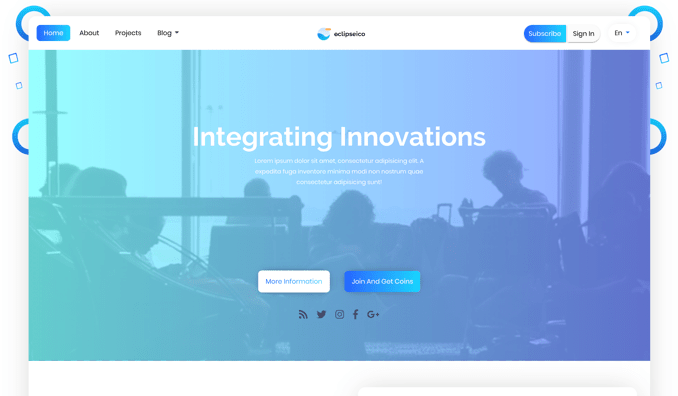 Home
About
Projects
Blog
eclipseico
Subscribe
Sign In
En
Integrating Innovations
Lorem ipsum dolor sit amet, consectetur adipisicing elit. A
expedita fuga inventore minima modi non nostrum quae
consectetur adipisicing sunt!
More Information
Join And Get Coins